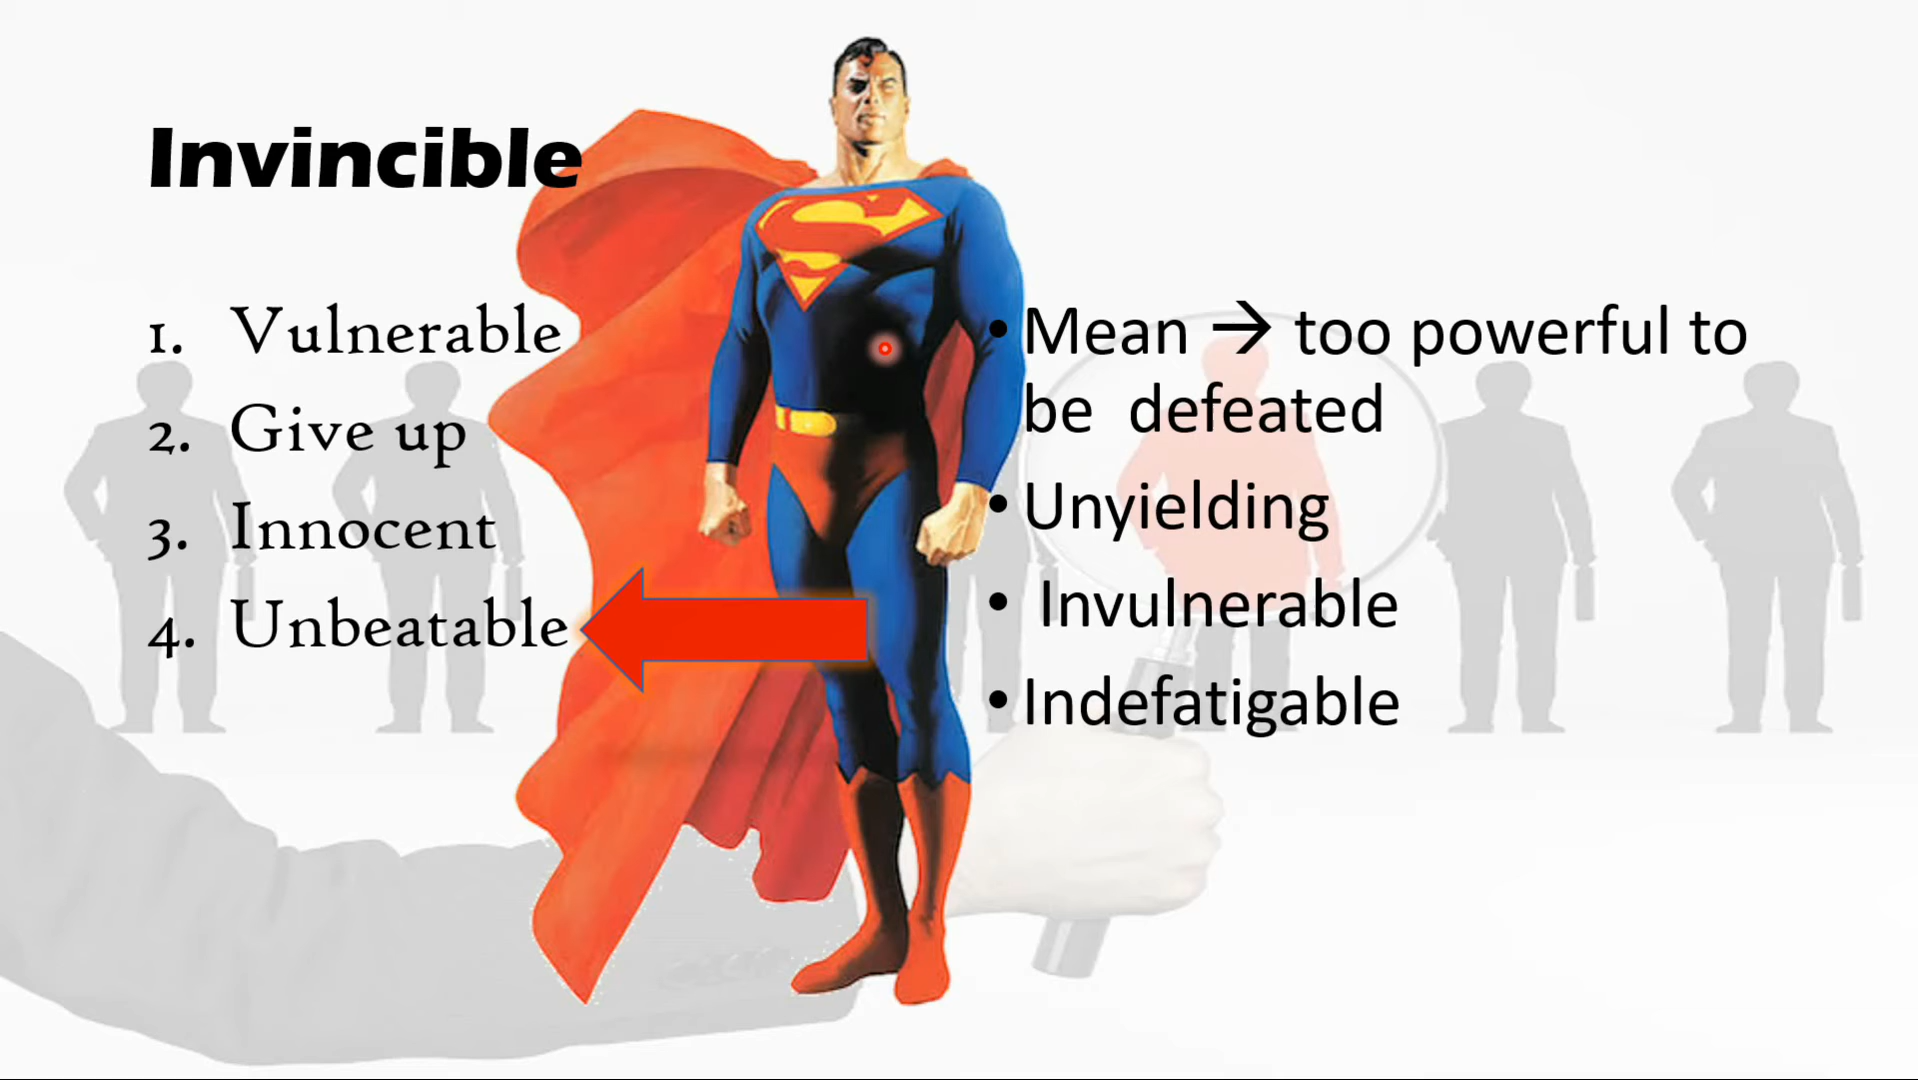 Invincible
1. Vulnerable
2. Give up
3. Innocent
4. Unbeatable
• Mean → too powerful to
be defeated
• Unyielding
• Invulnerable
• Indefatigable